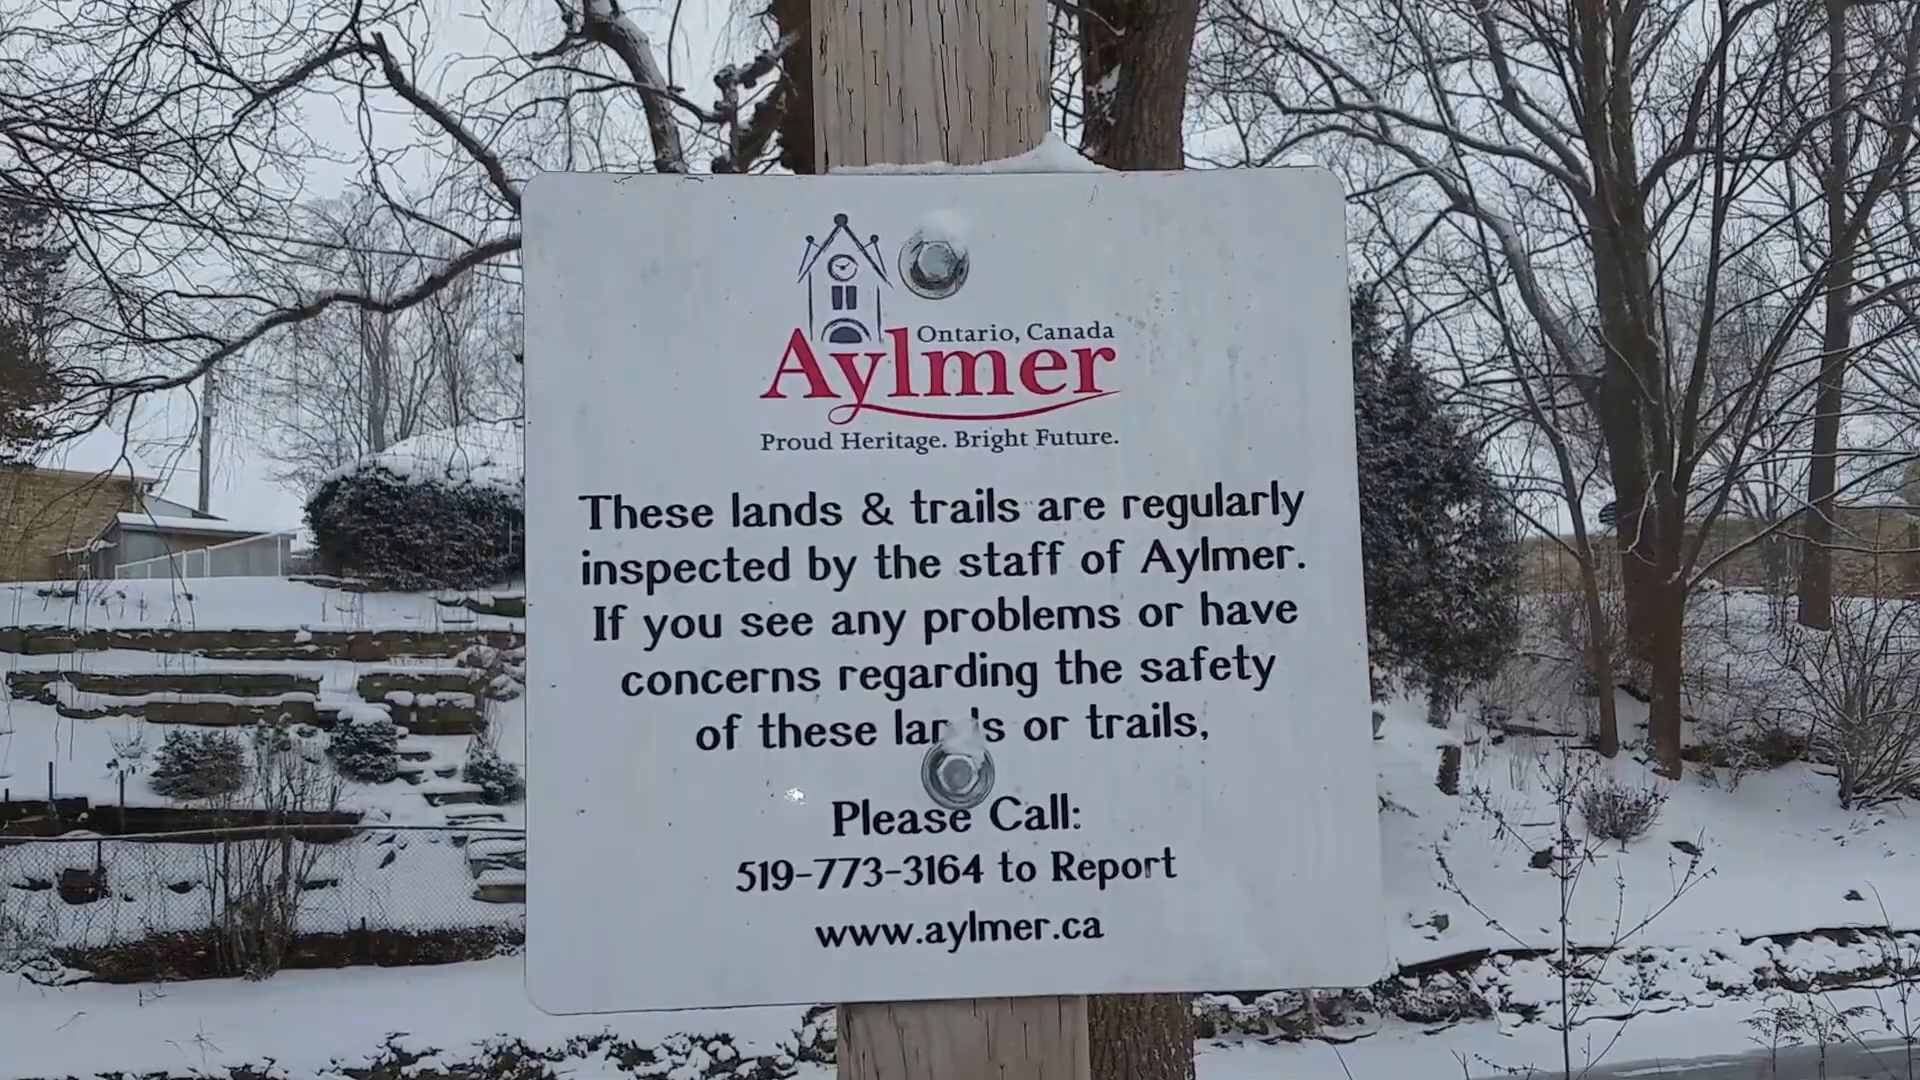 Ontario, Canada
Aylmer
Proud Heritage. Bright Future.
These lands & trails are regularly
inspected by the staff of Aylmer.
If you see any problems or have
concerns regarding the safety
of these lands or trails,
Please Call:
519-773-3164 to Report
www.aylmer.ca